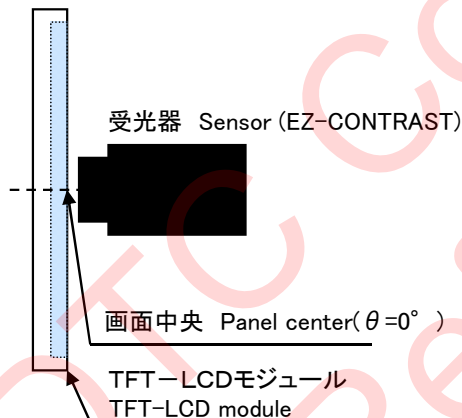 受光器 Sensor (EZ-CONTRAST)
画面中央 Panel center(θ=0° )
TFT－LCDモジュール
TFT-LCD module